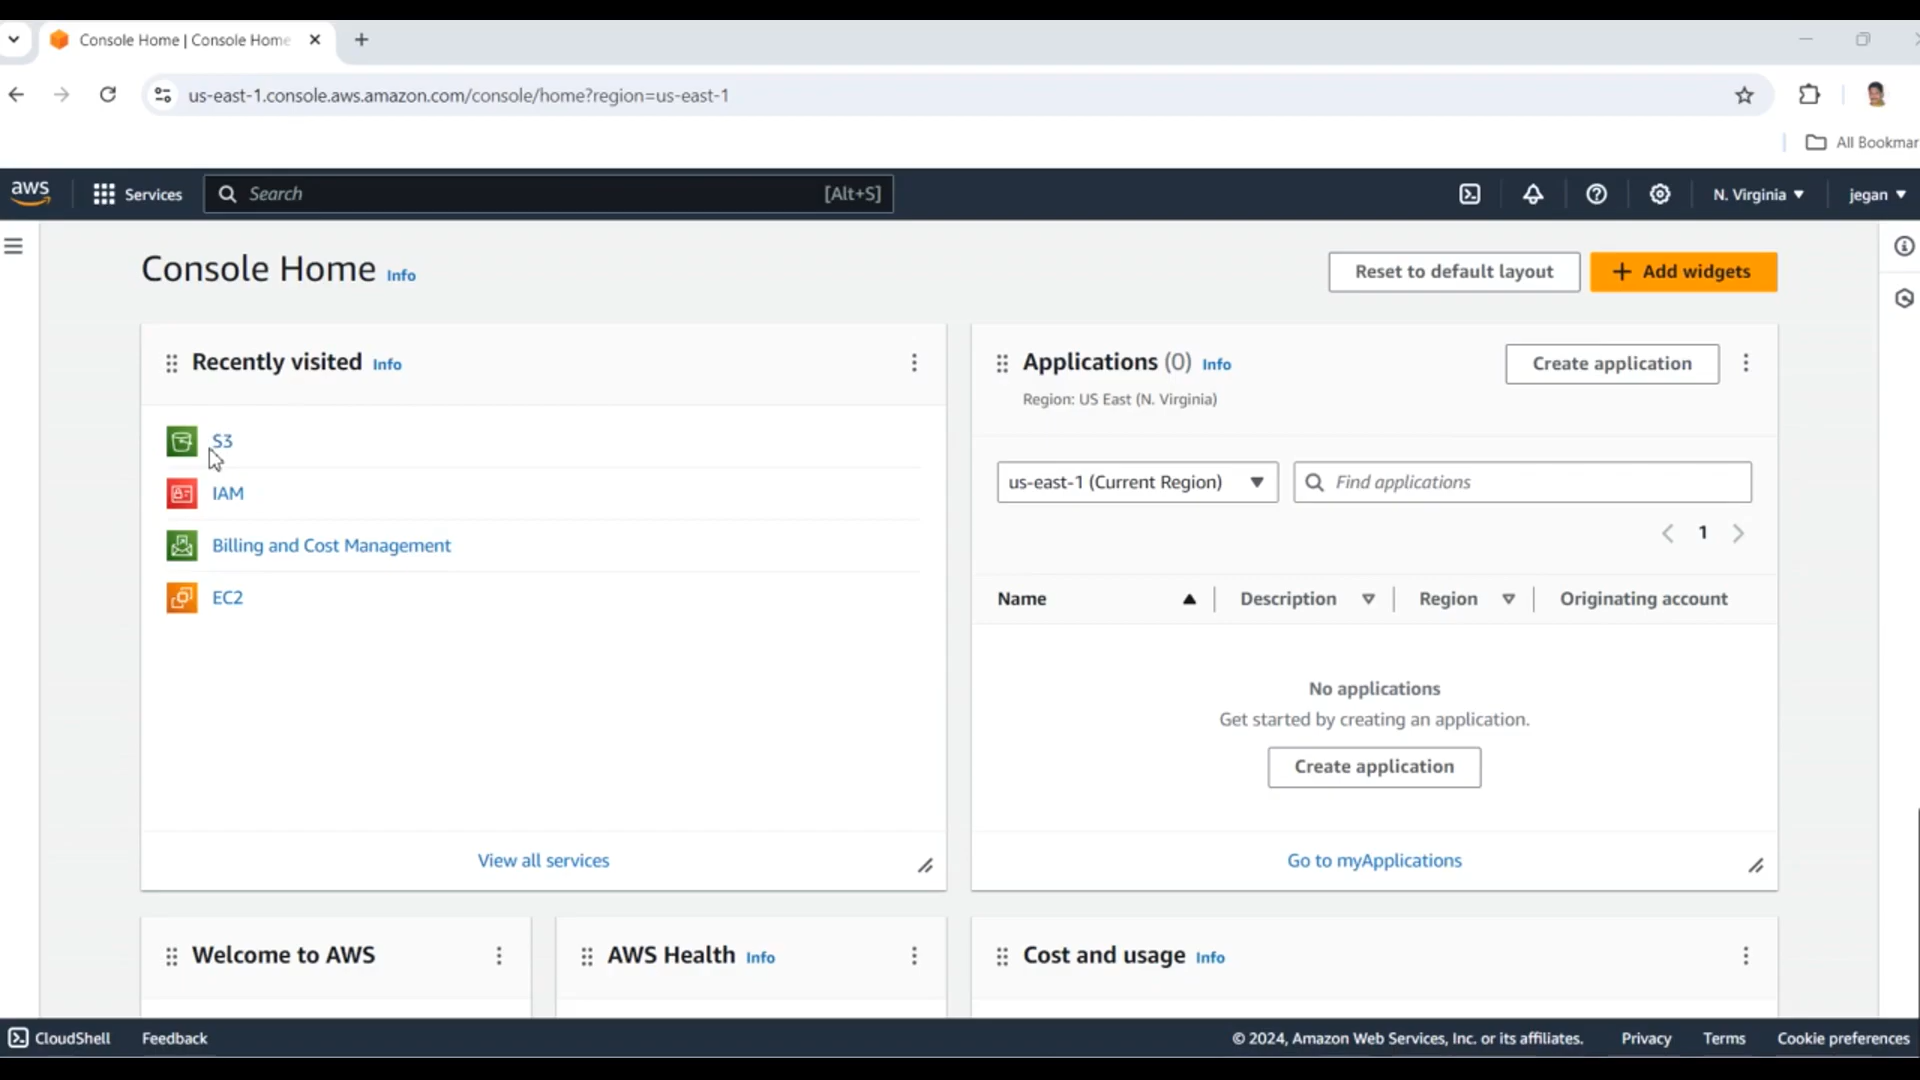 Console Home | Console Home
us-east-1.console.aws.amazon.com/console/home?region=us-east-1
All Bookmar
aws
Services
Search
[Alt+S]
N. Virginia
jegan
Console Home Info
Reset to default layout
Add widgets
Recently visited Info
S3
IAM
Billing and Cost Management
EC2
View all services
Applications (0) Info
Region: US East (N. Virginia)
Create application
us-east-1 (Current Region)
Find applications
1
Name
Description
Region
Originating account
No applications
Get started by creating an application.
Create application
Go to myApplications
Welcome to AWS
AWS Health Info
Cost and usage Info
CloudShell
Feedback
© 2024, Amazon Web Services, Inc. or its affiliates.
Privacy
Terms
Cookie preferences